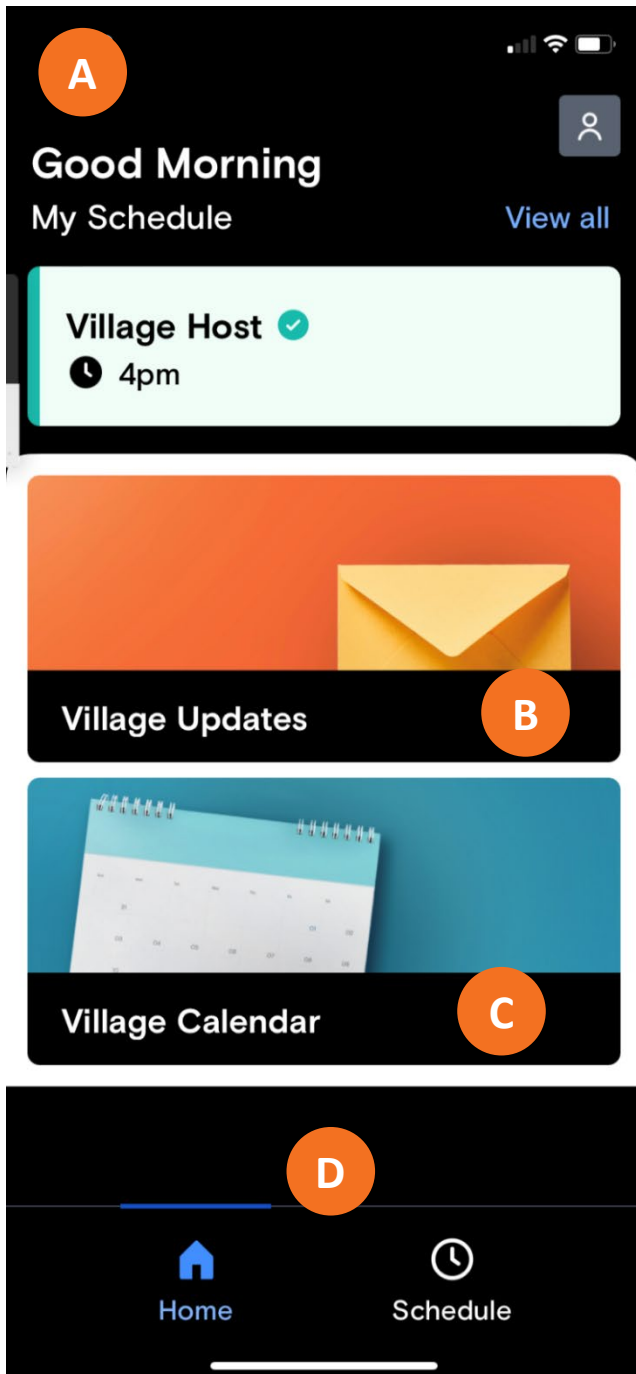 A
Good Morning
My Schedule
View all
Village Host
4pm
Village Updates
B
Village Calendar
C
D
Home
Schedule